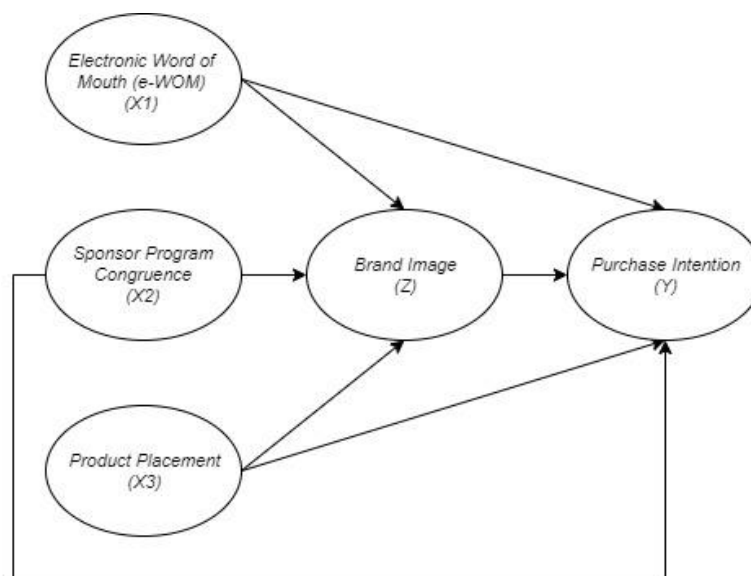 Electronic Word of
Mouth (e-WOM)
(X1)
Sponsor Program
Congruence
(X2)
Brand Image
(Z)
Purchase Intention
(Y)
Product Placement
(X3)